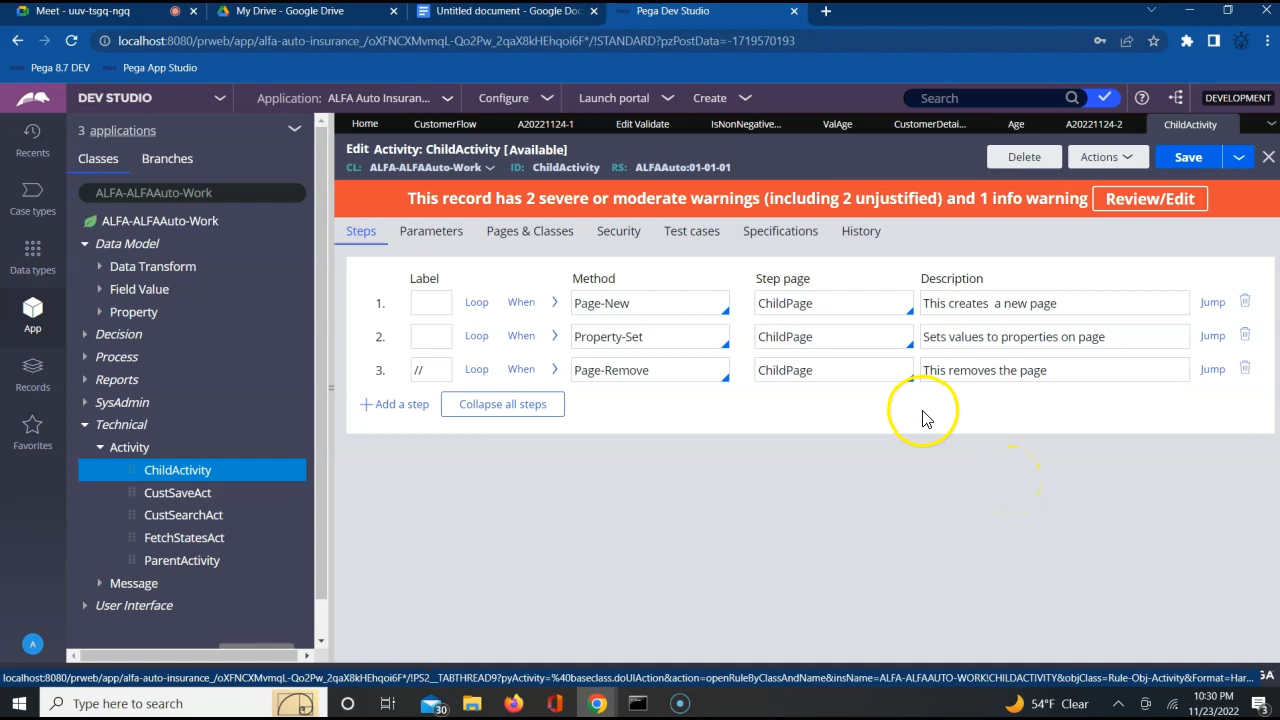 Meet - uuv-tsgq-ngq
My Drive - Google Drive
Untitled document - Google Doc
Pega Dev Studio
localhost:8080/prweb/app/alfa-auto-insurance_/oXFNCXMvmqL-Qo2Pw_2qaX8kHEhqoi6F*/!STANDARD?pzPostData=-1719570193
Pega 8.7 DEV
Pega App Studio
DEV STUDIO
Application: ALFA Auto Insuran...
Configure
Launch portal
Create
Search
DEVELOPMENT
3 applications
Home
CustomerFlow
A20221124-1
Edit Validate
IsNonNegative...
ValAge
CustomerDetai...
Age
A20221124-2
ChildActivity
Recents
Case types
Data types
App
Records
Favorites
A
Classes
Branches
ALFA-ALFAAuto-Work
ALFA-ALFAAuto-Work
Data Model
Data Transform
Field Value
Property
Decision
Process
Reports
SysAdmin
Technical
Activity
ChildActivity
CustSaveAct
CustSearchAct
FetchStatesAct
ParentActivity
Message
User Interface
Edit Activity: ChildActivity [Available]
CL: ALFA-ALFAAuto-Work ID: ChildActivity RS: ALFAAuto:01-01-01
Delete
Actions
Save
This record has 2 severe or moderate warnings (including 2 unjustified) and 1 info warning
Review/Edit
Steps
Parameters
Pages & Classes
Security
Test cases
Specifications
History
Label Method Step page Description
1. Loop When Page-New ChildPage This creates a new page Jump
2. Loop When Property-Set ChildPage Sets values to properties on page Jump
3. // Loop When Page-Remove ChildPage This removes the page Jump
Add a step
Collapse all steps
localhost:8080/prweb/app/alfa-auto-insurance_/oXFNCXMvmqL-Qo2Pw_2qaX8kHEhqoi6F*/!PS2__TABTHREAD9?pyActivity=%40baseclass.doUIAction&action=openRuleByClassAndName&insName=ALFA-ALFAAUTO-WORK!CHILDACTIVITY&objClass=Rule-Obj-Activity&Format=Har...
GA
Type here to search
30
54°F Clear
10:30 PM
11/23/2022
3